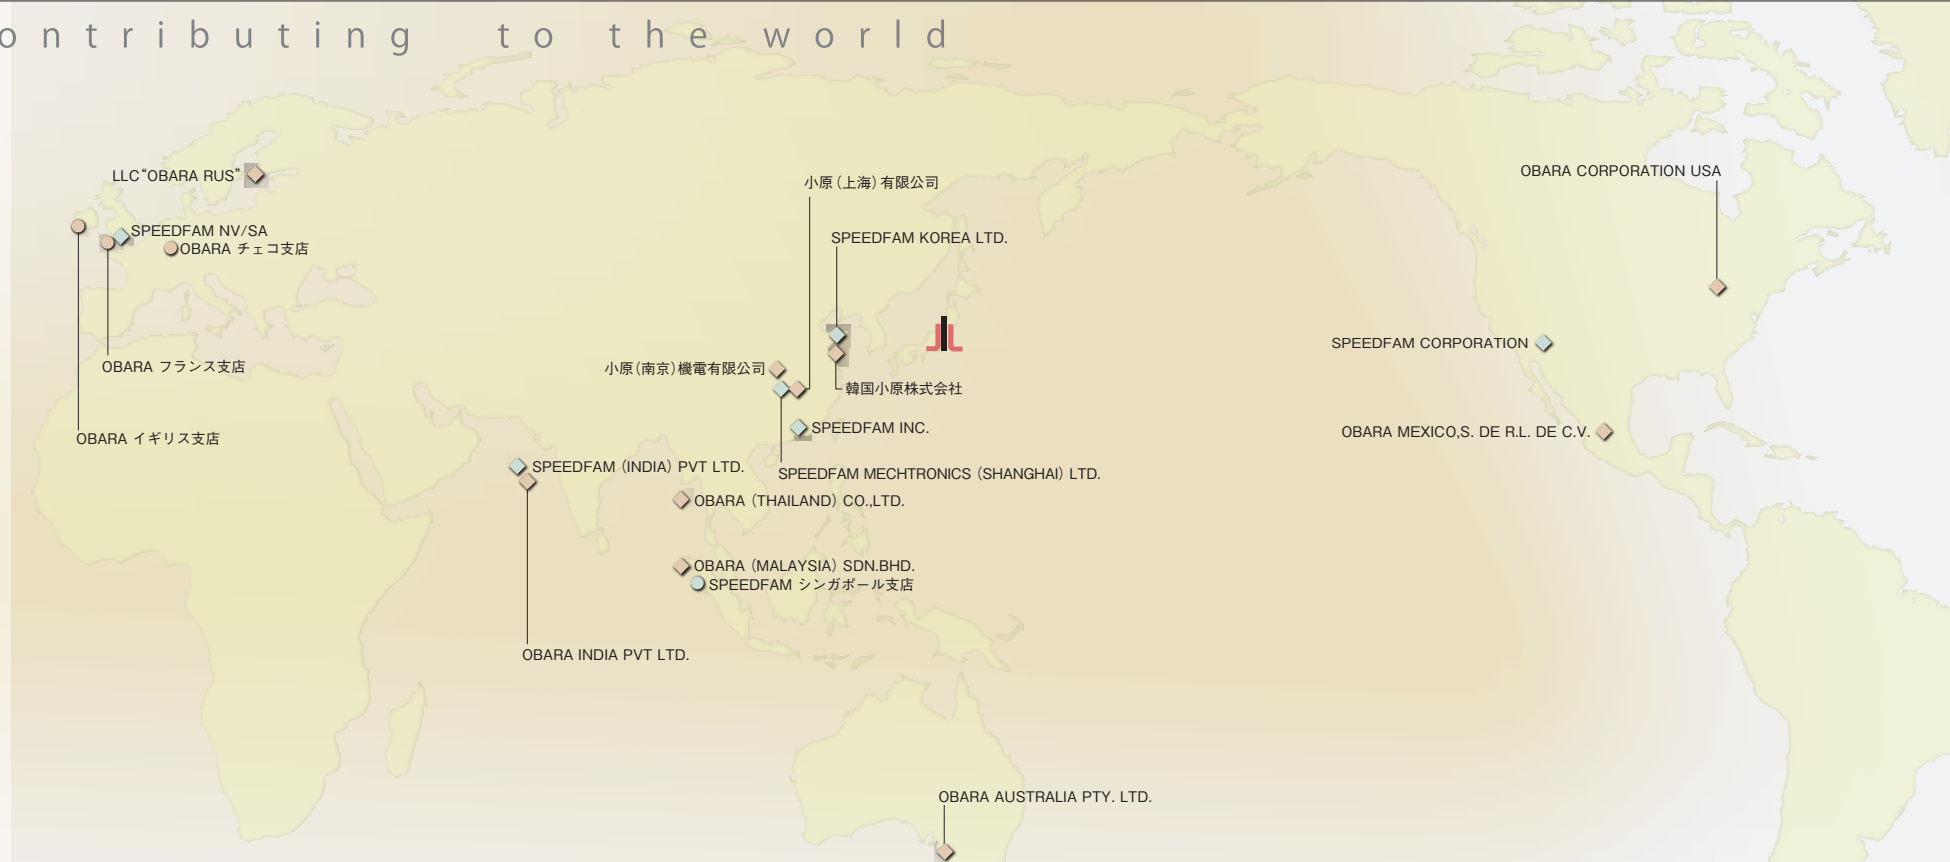 ontributing to the world
LLC“OBARA RUS”
SPEEDFAM NV/SA
OBARA チェコ支店
OBARA フランス支店
OBARA イギリス支店
小原（上海）有限公司
SPEEDFAM KOREA LTD.
小原（南京）機電有限公司
韓国小原株式会社
SPEEDFAM INC.
SPEEDFAM MECHTRONICS（SHANGHAI）LTD.
SPEEDFAM（INDIA）PVT LTD.
OBARA（THAILAND）CO.,LTD.
OBARA（MALAYSIA）SDN.BHD.
SPEEDFAM シンガポール支店
OBARA INDIA PVT LTD.
OBARA AUSTRALIA PTY. LTD.
OBARA CORPORATION USA
SPEEDFAM CORPORATION
OBARA MEXICO,S. DE R.L. DE C.V.